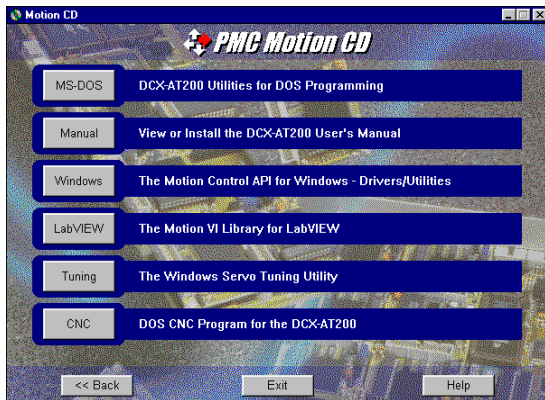 Motion CD
PMC Motion CD
MS-DOS DCX-AT200 Utilities for DOS Programming
Manual View or Install the DCX-AT200 User's Manual
Windows The Motion Control API for Windows - Drivers/Utilities
LabVIEW The Motion VI Library for LabVIEW
Tuning The Windows Servo Tuning Utility
CNC DOS CNC Program for the DCX-AT200
<< Back Exit Help